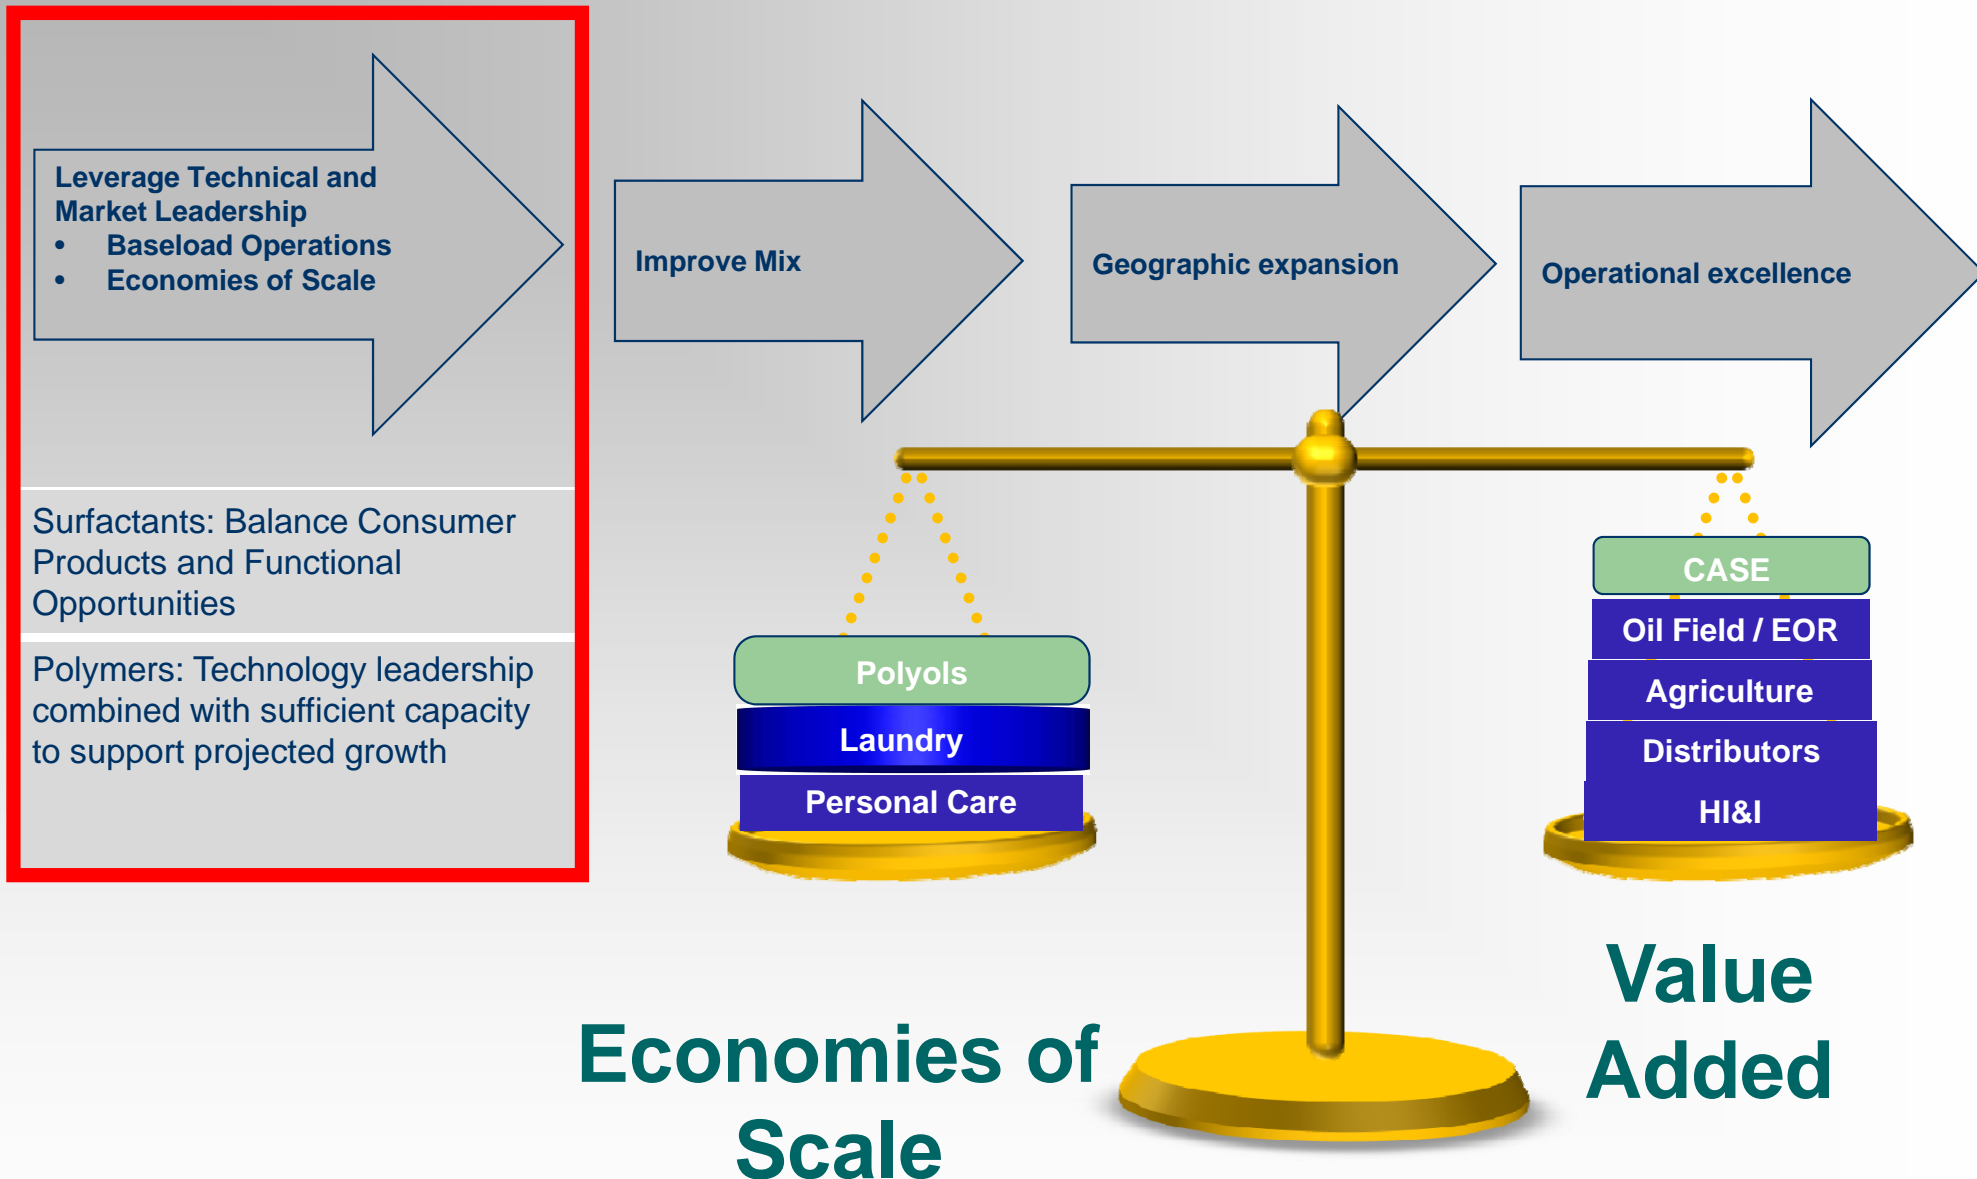 Leverage Technical and
Market Leadership
• Baseload Operations
• Economies of Scale
Improve Mix
Geographic expansion
Operational excellence
Surfactants: Balance Consumer
Products and Functional
Opportunities
Polymers: Technology leadership
combined with sufficient capacity
to support projected growth
Polyols
Laundry
Personal Care
CASE
Oil Field / EOR
Agriculture
Distributors
HI&I
Economies of
Scale
Value
Added